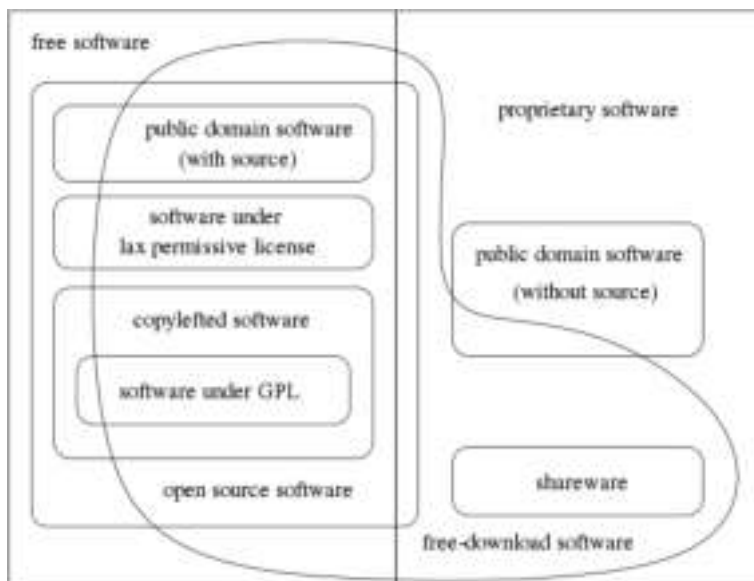 free software
proprietary software
public domain software
(with source)
software under
lax permissive license
public domain software
(without source)
copylefted software
software under GPL
shareware
open source software
free-download software